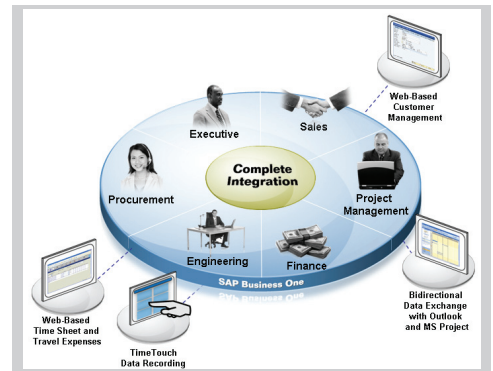 Web-Based
Customer
Management
Executive
Sales
Complete
Integration
Procurement
Project
Management
Engineering
Finance
SAP Business One
Web-Based
Time Sheet and
Travel Expenses
TimeTouch
Data Recording
Bidirectional
Data Exchange
with Outlook
and MS Project